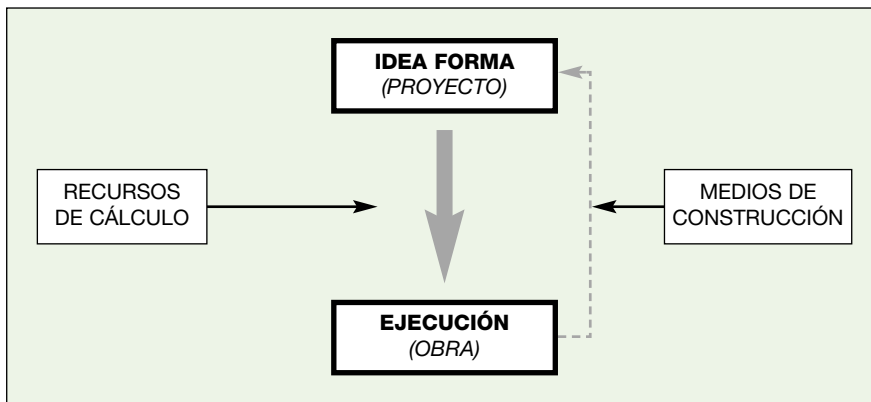 IDEA FORMA
(PROYECTO)
RECURSOS
DE CÁLCULO
MEDIOS DE
CONSTRUCCIÓN
EJECUCIÓN
(OBRA)